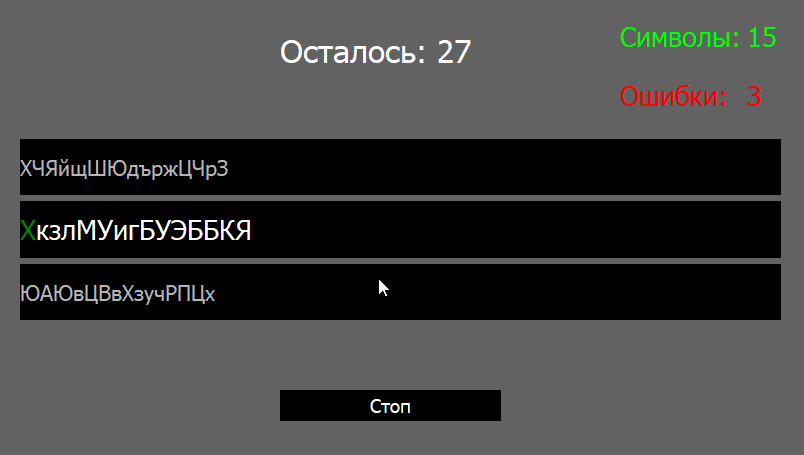 Осталось: 27
Символы: 15
Ошибки: 3
ХЧЯйщШЮдържЦЧрЗ
ХкзлМУигБУЭББКЯ
ЮАЮвЦВвХзучРПЦх
Стоп